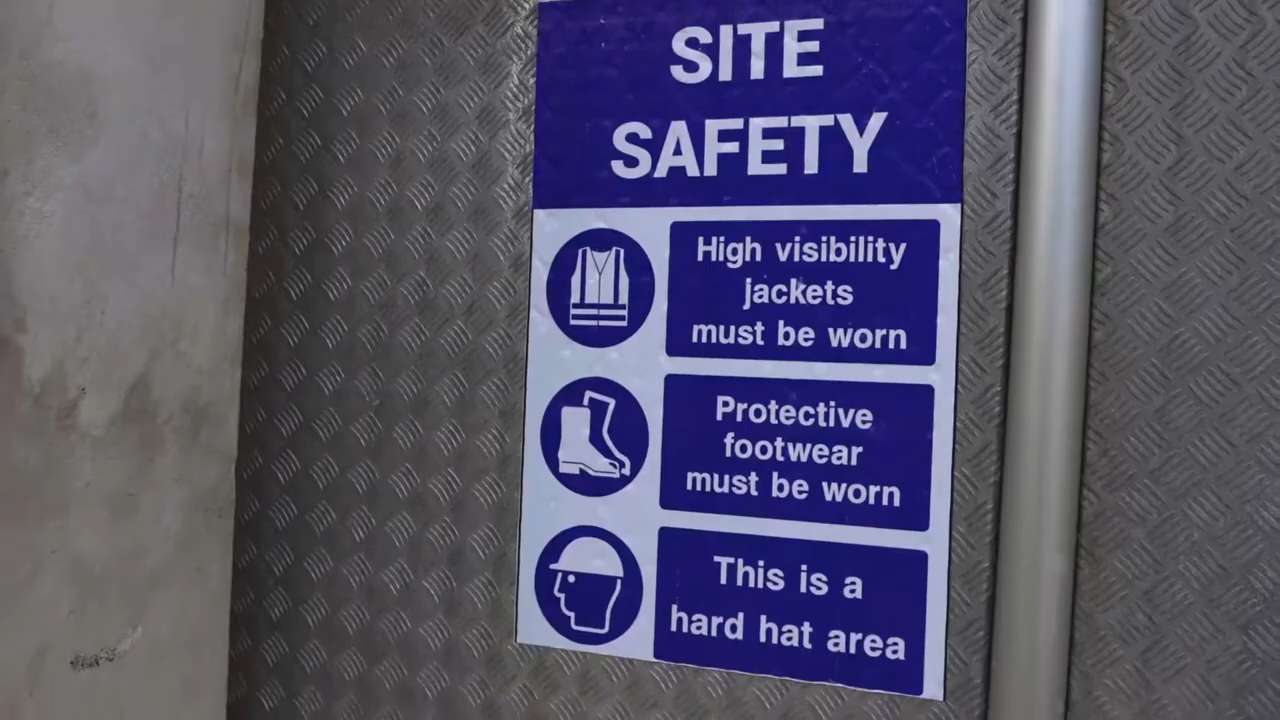 SITE
SAFETY
High visibility
jackets
must be worn
Protective
footwear
must be worn
This is a
hard hat area